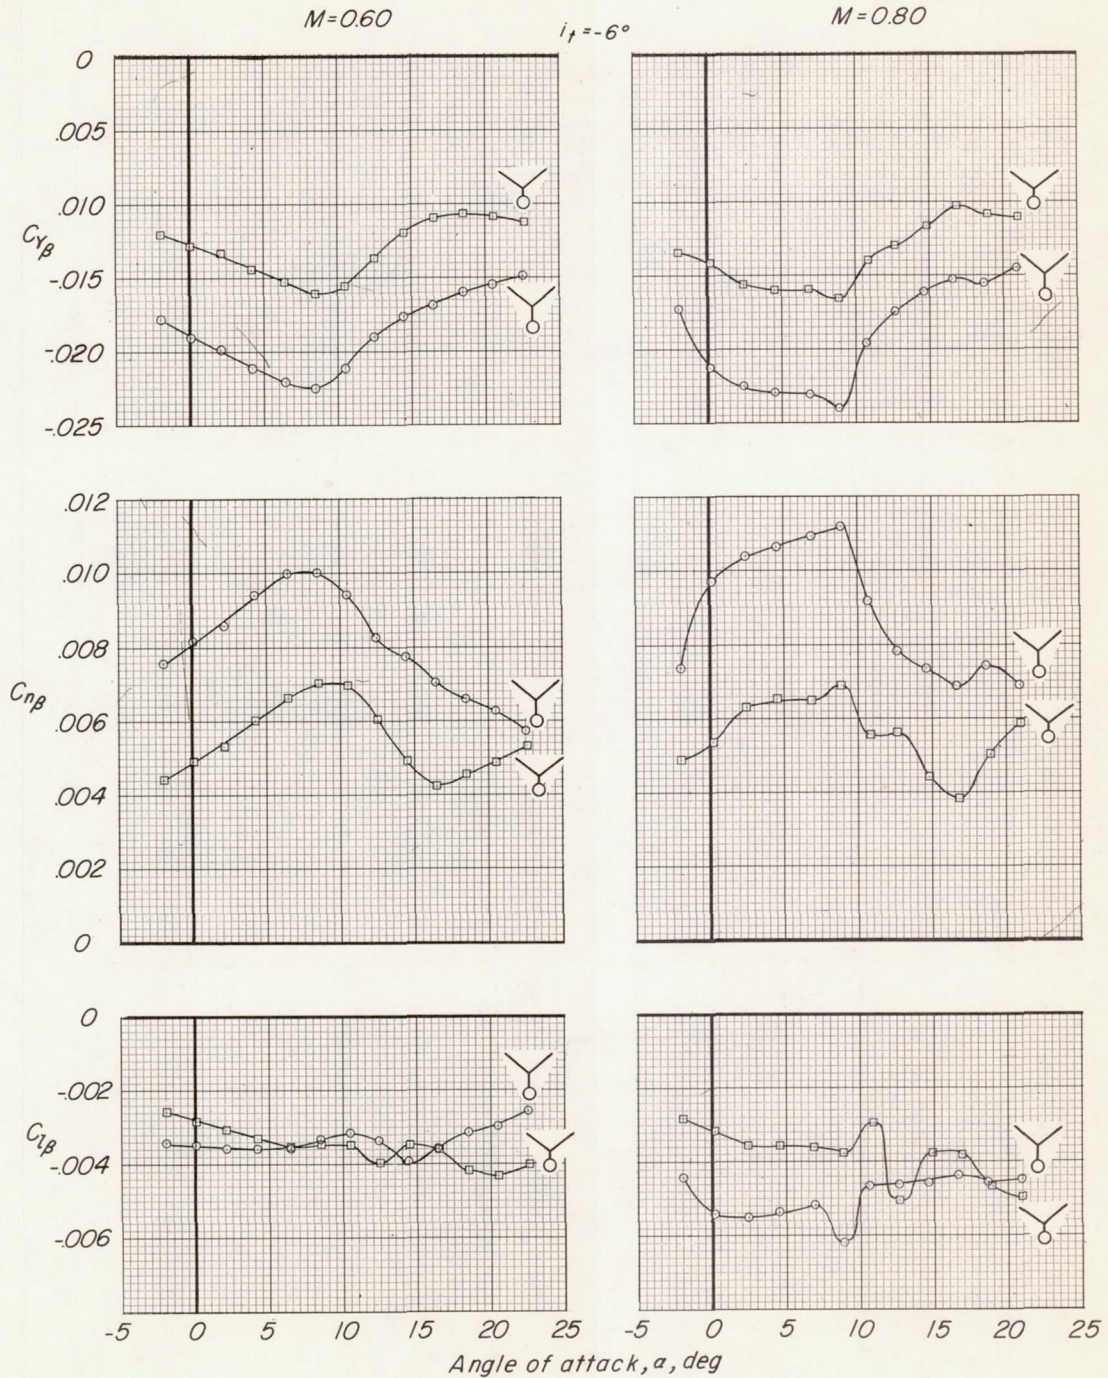 M=0.60
i_t=-6°
M=0.80
0
.005
.010
-.015
-.020
-.025
C_Yβ
.012
.010
.008
.006
.004
.002
0
C_nβ
0
-.002
-.004
-.006
C_lβ
-5 0 5 10 15 20 25
-5 0 5 10 15 20 25
Angle of attack, α, deg